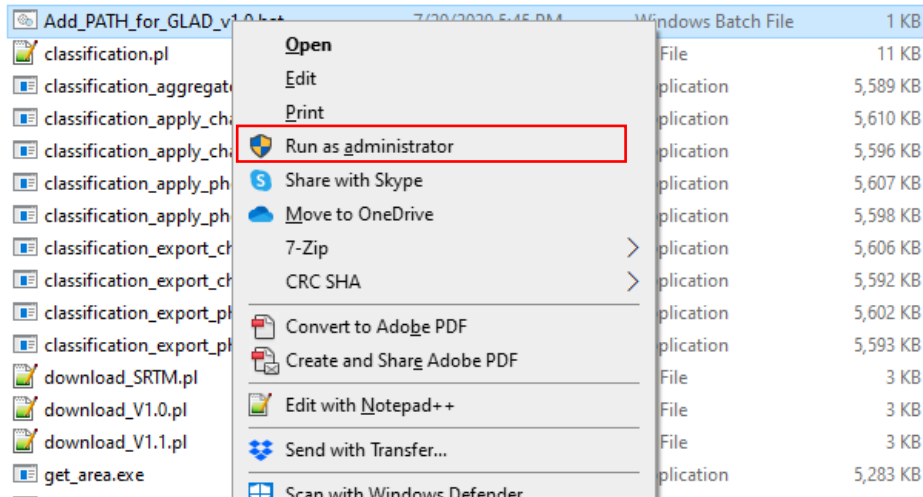 Add_PATH_for_GLAD_v1.0.bat 7/20/2020 5:45 PM Windows Batch File 1 KB
classification.pl File 11 KB
classification_aggregat plication 5,589 KB
classification_apply_cha plication 5,610 KB
classification_apply_cha plication 5,596 KB
classification_apply_ph plication 5,607 KB
classification_apply_ph plication 5,598 KB
classification_export_ch plication 5,606 KB
classification_export_ch plication 5,592 KB
classification_export_ph plication 5,602 KB
classification_export_ph plication 5,593 KB
download_SRTM.pl File 3 KB
download_V1.0.pl File 3 KB
download_V1.1.pl File 3 KB
get_area.exe plication 5,283 KB
Open
Edit
Print
Run as administrator
Share with Skype
Move to OneDrive
7-Zip
CRC SHA
Convert to Adobe PDF
Create and Share Adobe PDF
Edit with Notepad++
Send with Transfer...
Scan with Windows Defender